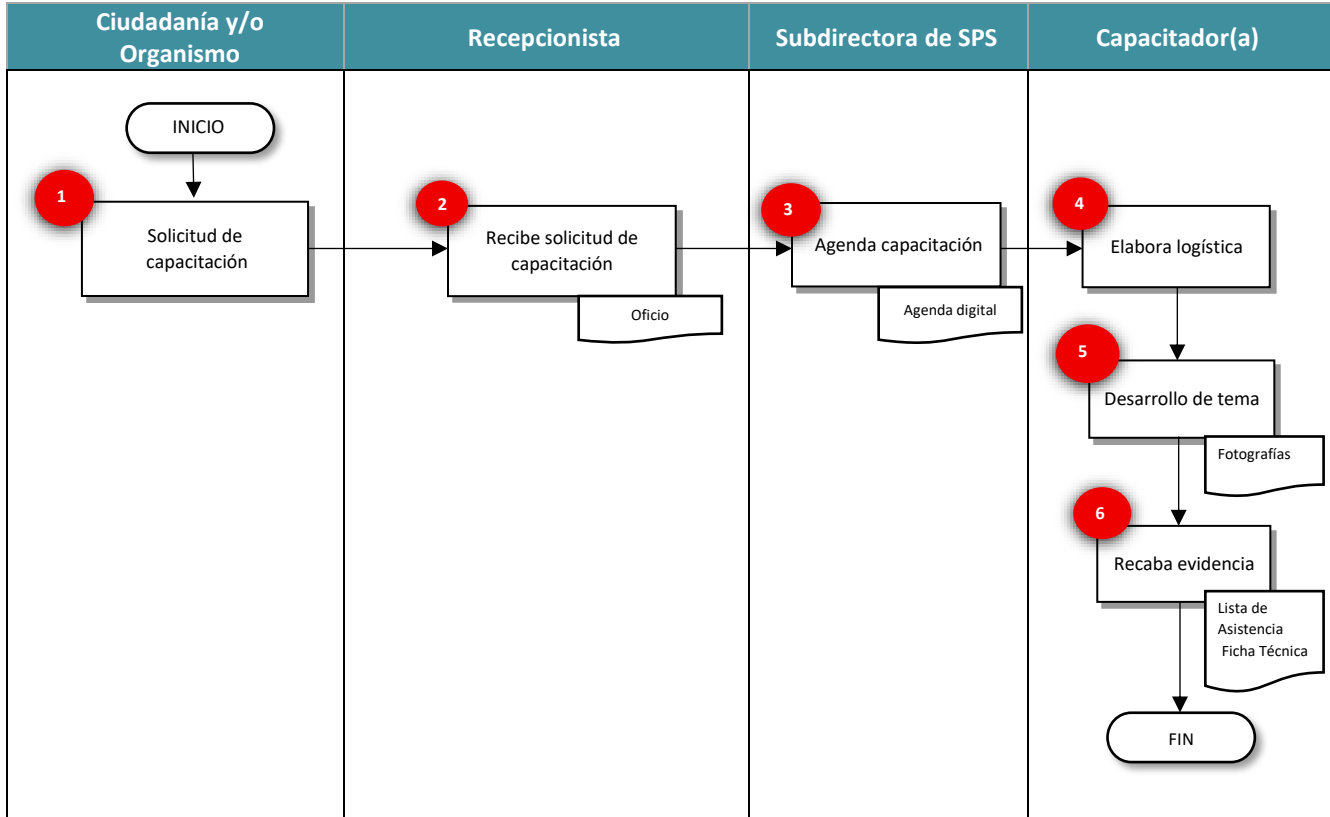 Ciudadanía y/o
Organismo
Recepcionista
Subdirectora de SPS
Capacitador(a)
INICIO
1
Solicitud de
capacitación
2
Recibe solicitud de
capacitación
Oficio
3
Agenda capacitación
Agenda digital
4
Elabora logística
5
Desarrollo de tema
Fotografías
6
Recaba evidencia
Lista de
Asistencia
Ficha Técnica
FIN